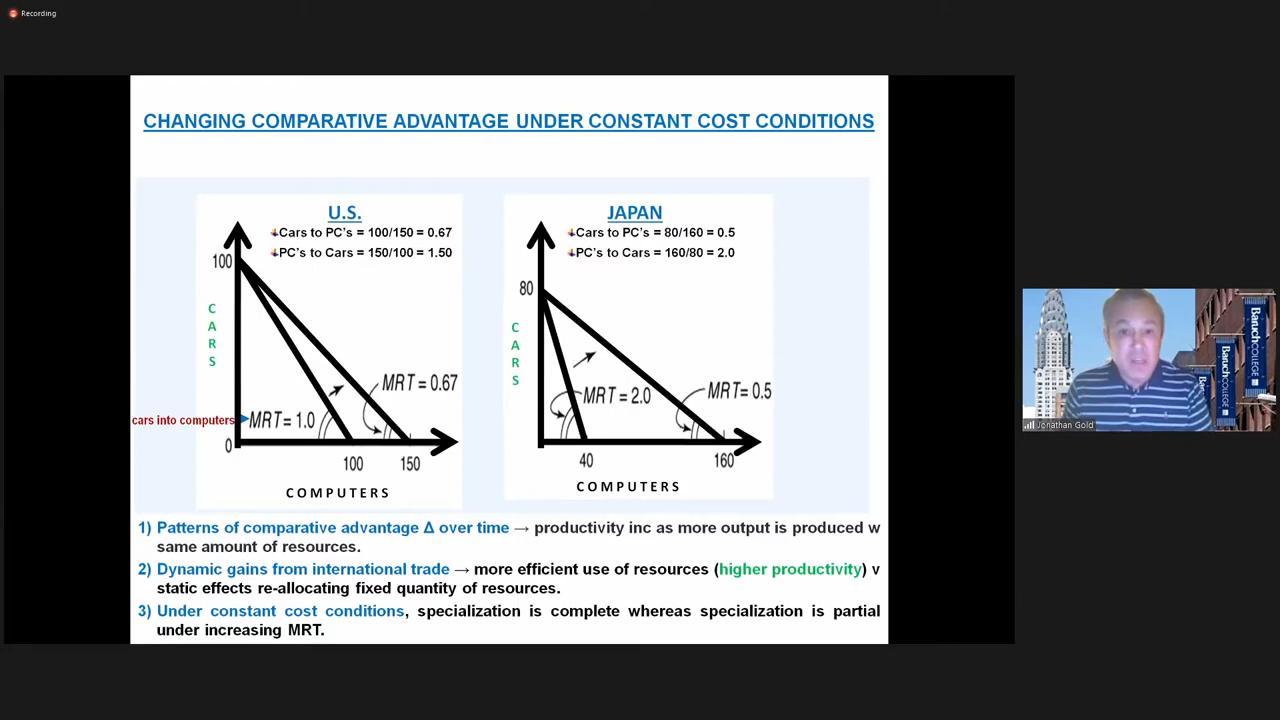 Recording
CHANGING COMPARATIVE ADVANTAGE UNDER CONSTANT COST CONDITIONS
U.S.
Cars to PC's = 100/150 = 0.67
PC's to Cars = 150/100 = 1.50
100
C
A
R
S
MRT = 0.67
cars into computers
MRT = 1.0
0
100
150
COMPUTERS
JAPAN
Cars to PC's = 80/160 = 0.5
PC's to Cars = 160/80 = 2.0
80
C
A
R
S
MRT = 2.0
MRT = 0.5
40
160
COMPUTERS
1) Patterns of comparative advantage Δ over time → productivity inc as more output is produced w
same amount of resources.
2) Dynamic gains from international trade → more efficient use of resources (higher productivity) v
static effects re-allocating fixed quantity of resources.
3) Under constant cost conditions, specialization is complete whereas specialization is partial
under increasing MRT.
Baruch COLLEGE
Baruch COLLEGE
Jonathan Gold